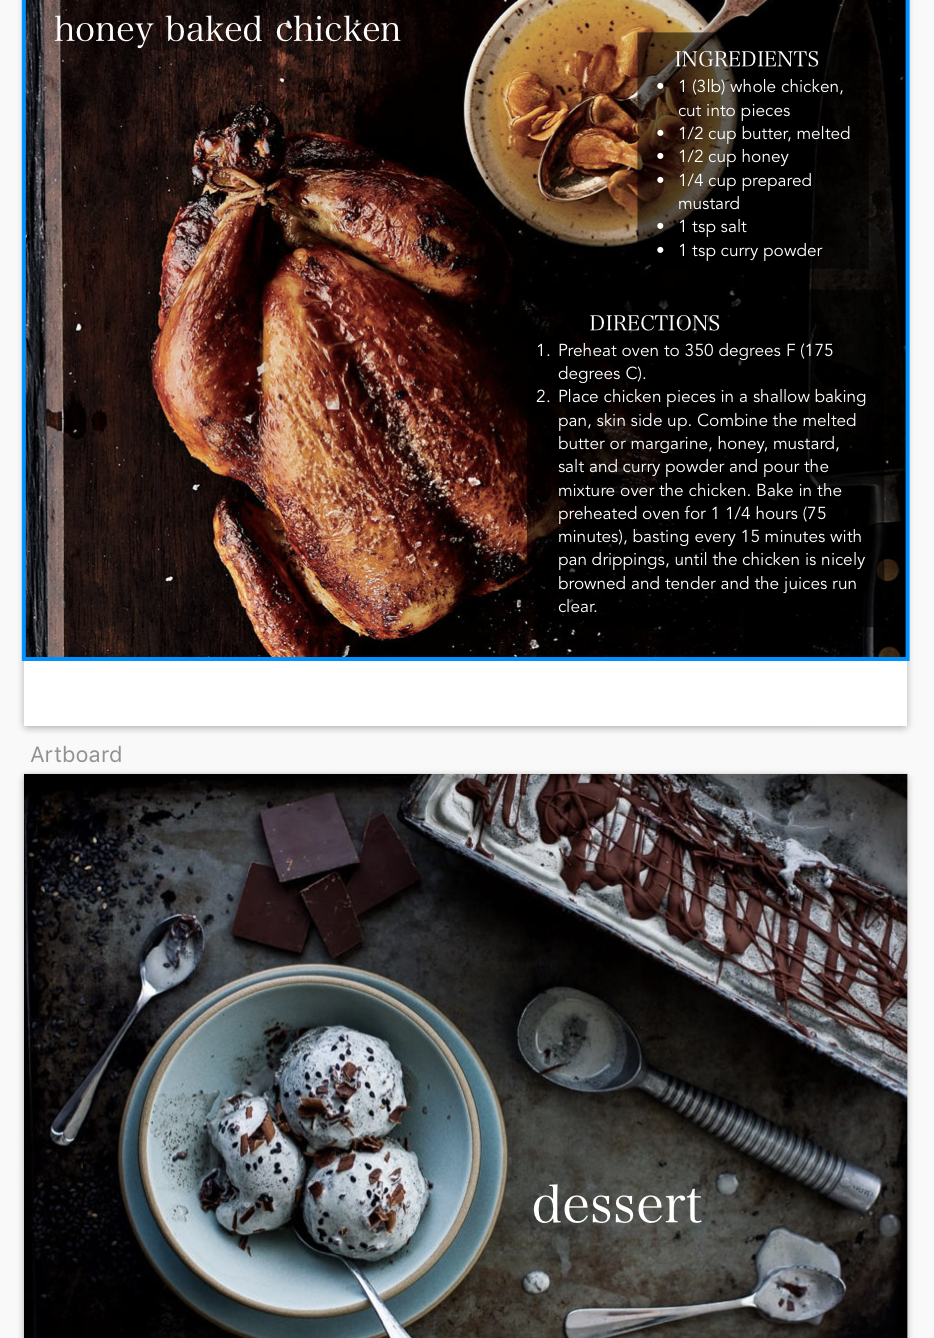 honey baked chicken
INGREDIENTS
• 1 (3lb) whole chicken,
cut into pieces
• 1/2 cup butter, melted
• 1/2 cup honey
• 1/4 cup prepared
mustard
• 1 tsp salt
• 1 tsp curry powder
DIRECTIONS
1. Preheat oven to 350 degrees F (175
degrees C).
2. Place chicken pieces in a shallow baking
pan, skin side up. Combine the melted
butter or margarine, honey, mustard,
salt and curry powder and pour the
mixture over the chicken. Bake in the
preheated oven for 1 1/4 hours (75
minutes), basting every 15 minutes with
pan drippings, until the chicken is nicely
browned and tender and the juices run
clear.
Artboard
dessert